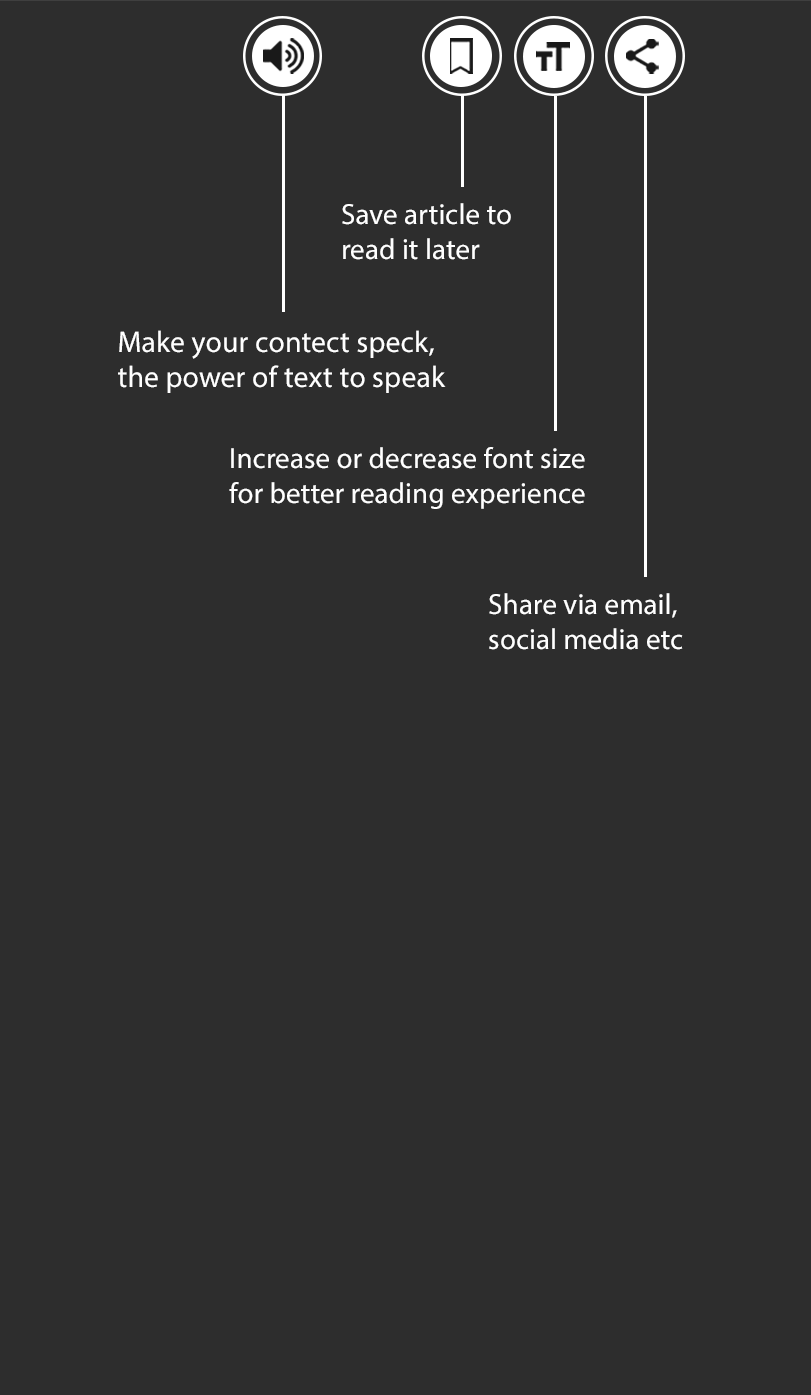 Save article to
read it later
Make your contect speck,
the power of text to speak
Increase or decrease font size
for better reading experience
Share via email,
social media etc